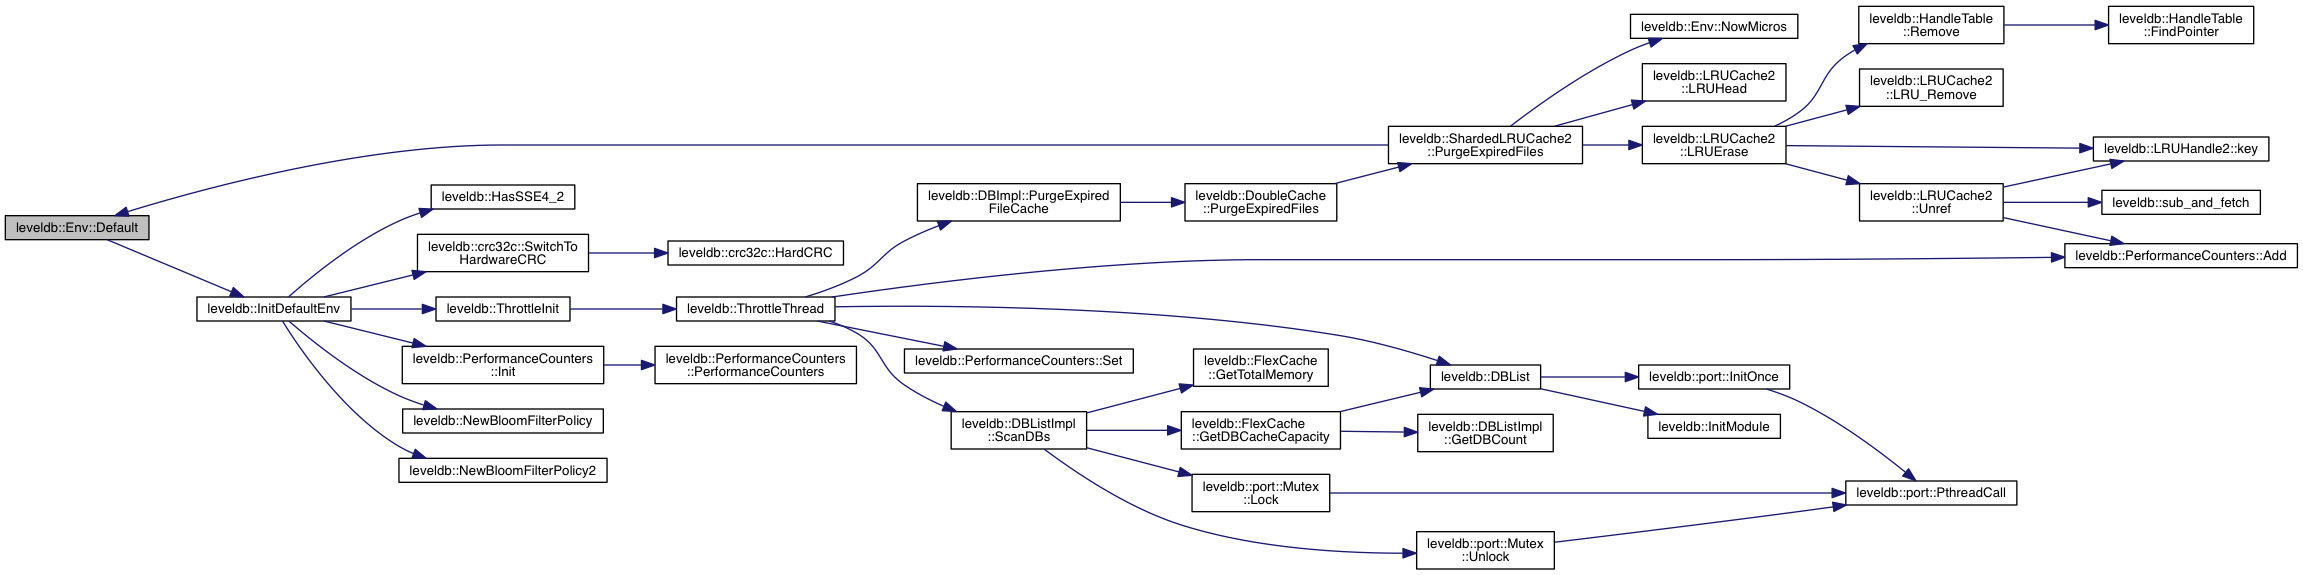 leveldb::Env::Default
leveldb::InitDefaultEnv
leveldb::HasSSE4_2
leveldb::crc32c::SwitchTo
HardwareCRC
leveldb::crc32c::HardCRC
leveldb::ThrottleInit
leveldb::ThrottleThread
leveldb::PerformanceCounters
::Init
leveldb::PerformanceCounters
::PerformanceCounters
leveldb::NewBloomFilterPolicy
leveldb::NewBloomFilterPolicy2
leveldb::DBImpl::PurgeExpired
FileCache
leveldb::DoubleCache
::PurgeExpiredFiles
leveldb::ShardedLRUCache2
::PurgeExpiredFiles
leveldb::Env::NowMicros
leveldb::LRUCache2
::LRUHead
leveldb::LRUCache2
::LRUErase
leveldb::HandleTable
::Remove
leveldb::HandleTable
::FindPointer
leveldb::LRUCache2
::LRU_Remove
leveldb::LRUHandle2::key
leveldb::LRUCache2
::Unref
leveldb::sub_and_fetch
leveldb::PerformanceCounters::Add
leveldb::PerformanceCounters::Set
leveldb::DBListImpl
::ScanDBs
leveldb::FlexCache
::GetTotalMemory
leveldb::FlexCache
::GetDBCacheCapacity
leveldb::DBList
leveldb::DBListImpl
::GetDBCount
leveldb::port::InitOnce
leveldb::InitModule
leveldb::port::Mutex
::Lock
leveldb::port::Mutex
::Unlock
leveldb::port::PthreadCall